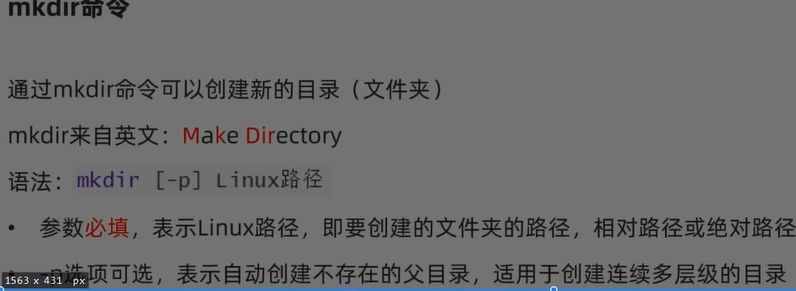 mkdir命令
通过mkdir命令可以创建新的目录（文件夹）
mkdir来自英文：Make Directory
语法：mkdir [-p] Linux路径
• 参数必填，表示Linux路径，即要创建的文件夹的路径，相对路径或绝对路径
-p选项可选，表示自动创建不存在的父目录，适用于创建连续多层级的目录
1563 x 431 px